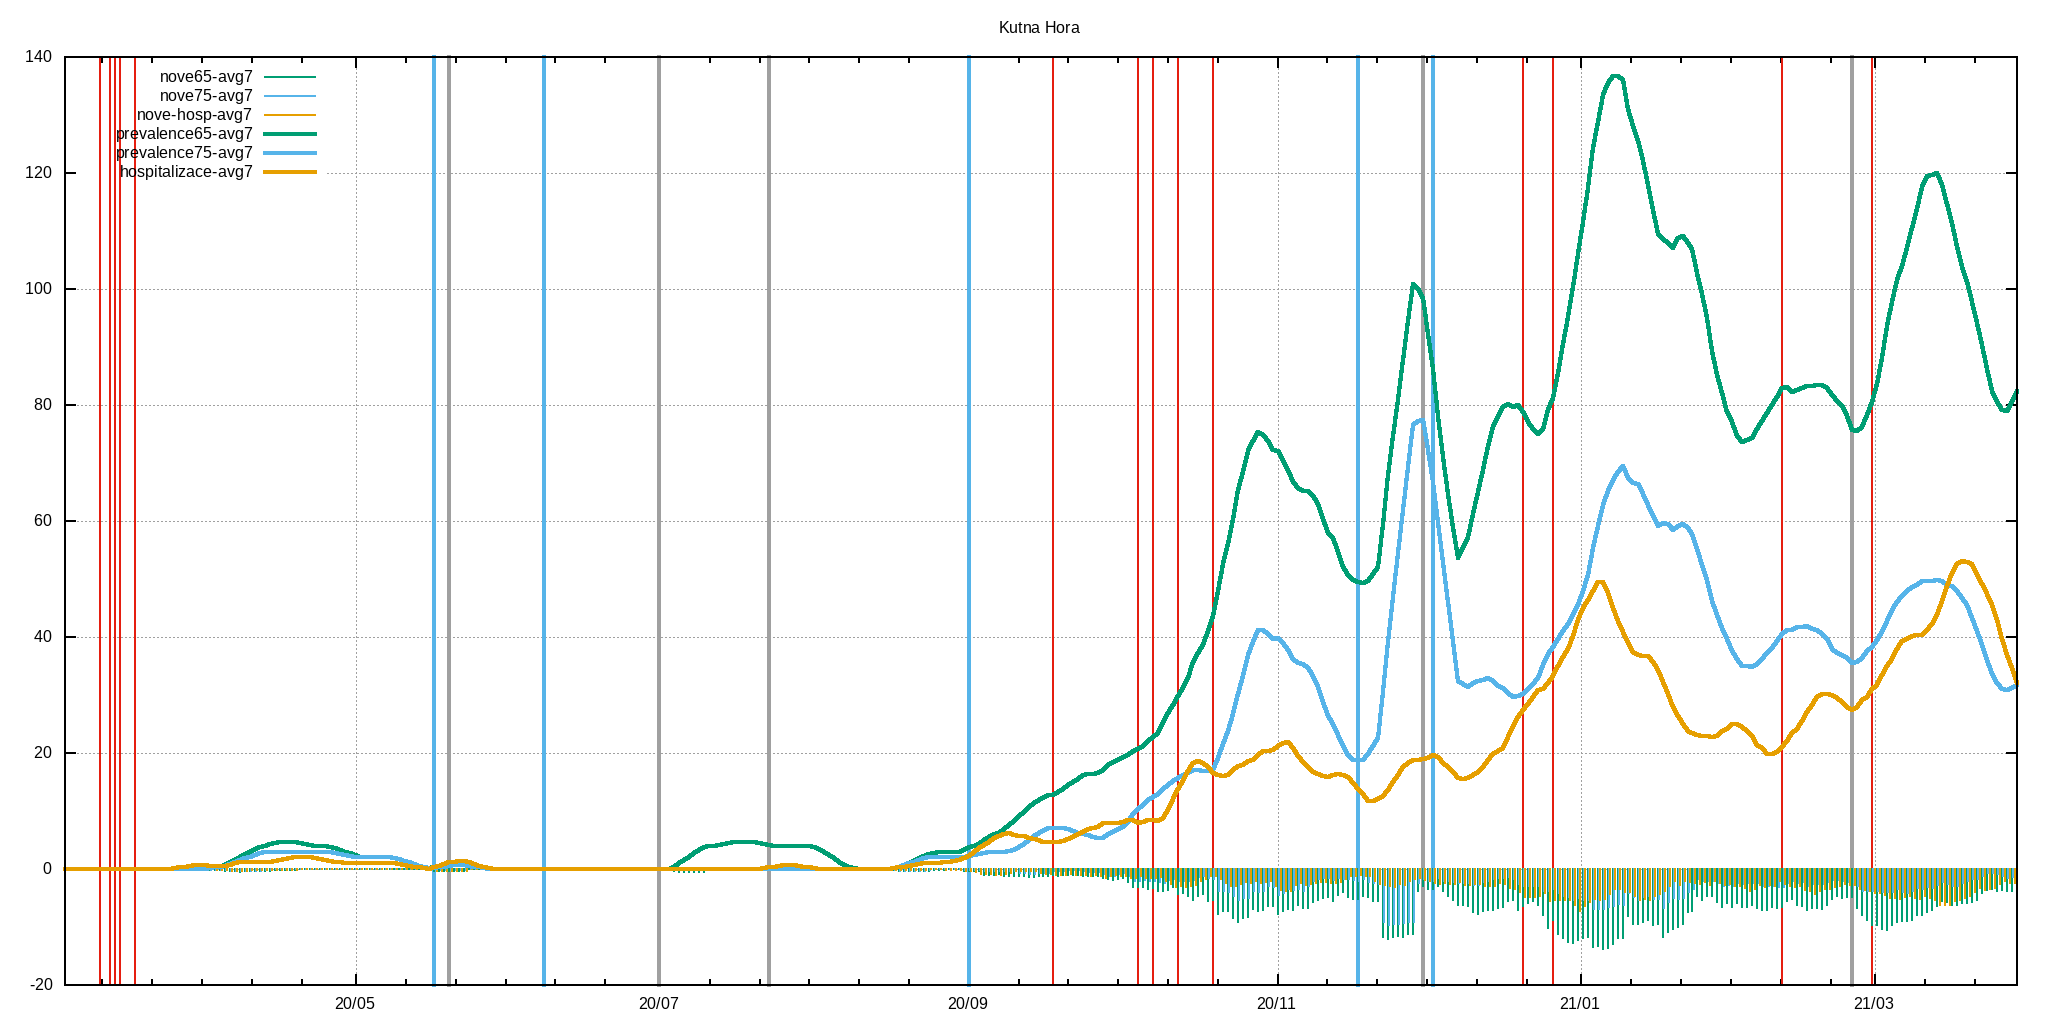 Kutna Hora
140
120
100
80
60
40
20
0
-20
nove65-avg7
nove75-avg7
nove-hosp-avg7
prevalence65-avg7
prevalence75-avg7
hospitalizace-avg7
20/05
20/07
20/09
20/11
21/01
21/03